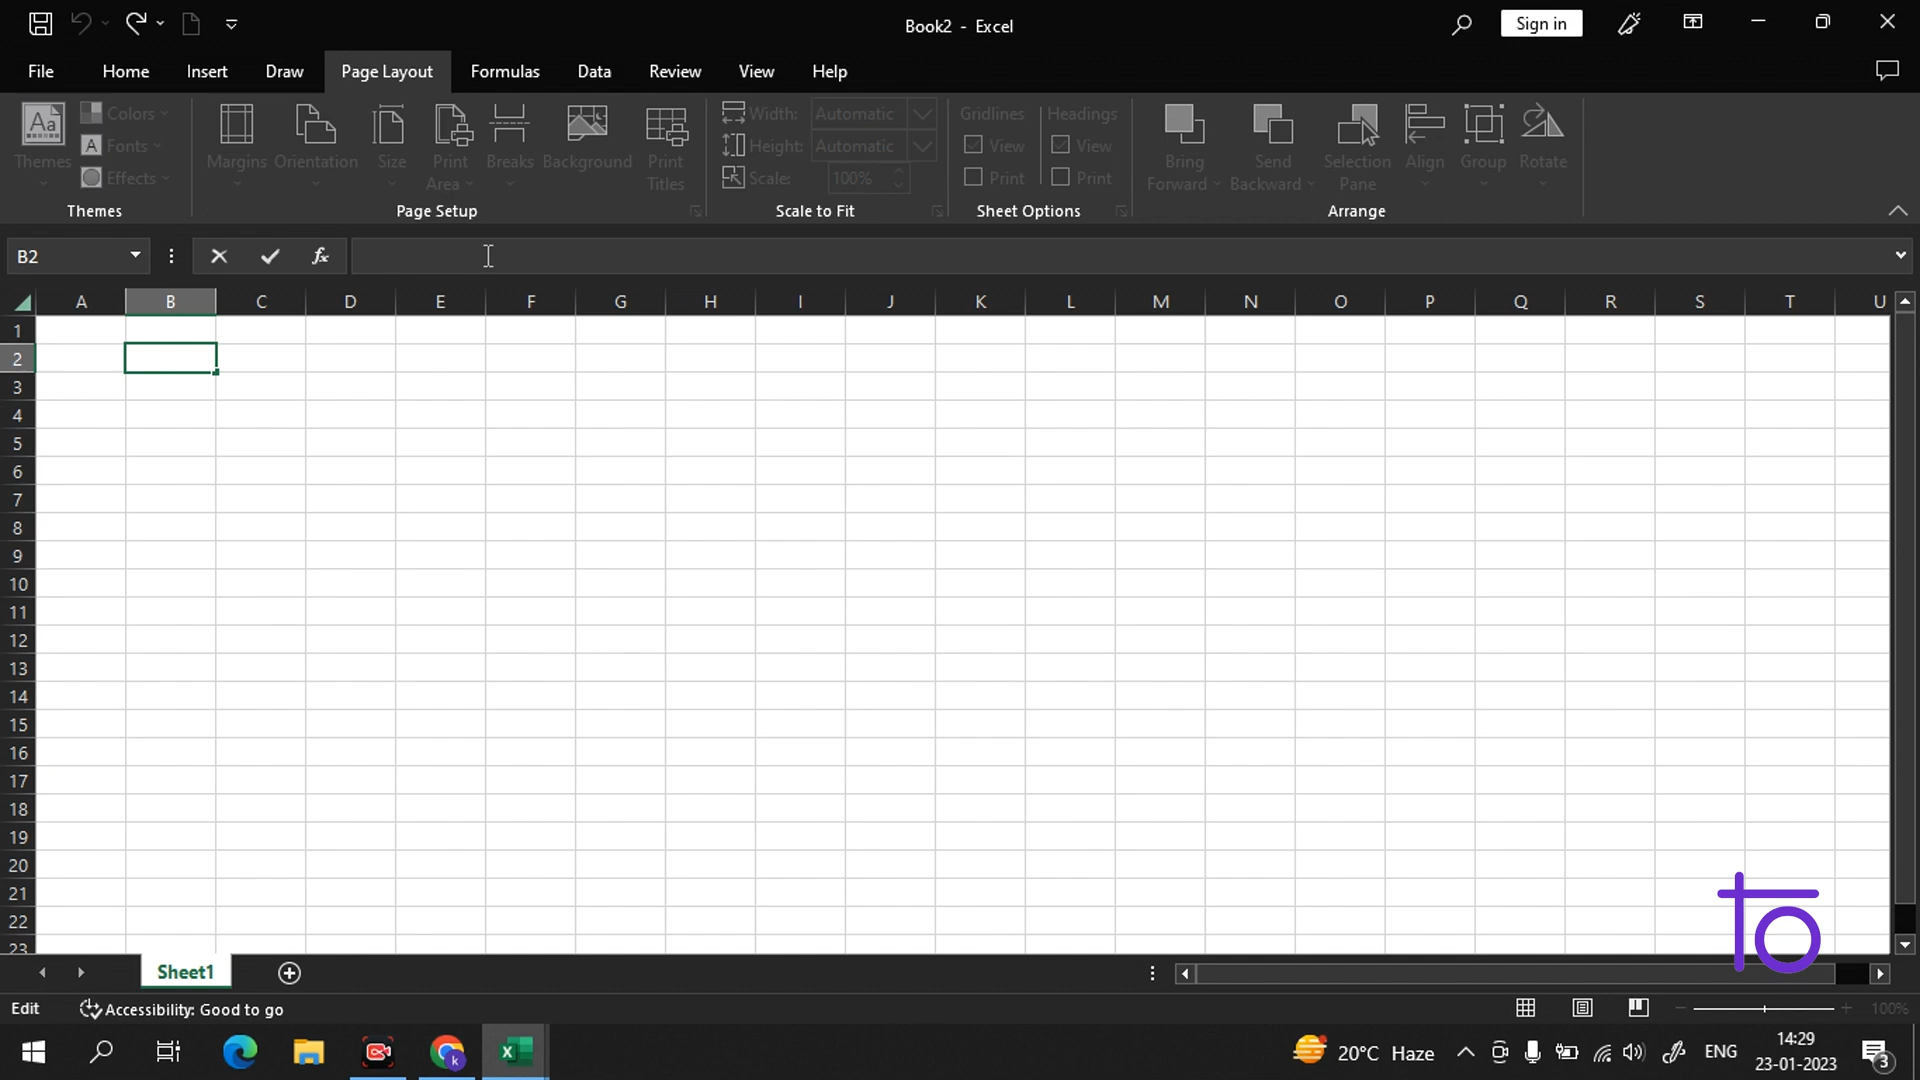 Book2 - Excel
Sign in
File Home Insert Draw Page Layout Formulas Data Review View Help
Themes
Colors
Fonts
Effects
Themes
Margins
Orientation
Size
Print Area
Breaks
Background
Print Titles
Page Setup
Width: Automatic
Height: Automatic
Scale: 100%
Scale to Fit
Gridlines
View
Print
Headings
View
Print
Sheet Options
Bring Forward
Send Backward
Selection Pane
Align
Group
Rotate
Arrange
B2
fx
A B C D E F G H I J K L M N O P Q R S T U
1
2
3
4
5
6
7
8
9
10
11
12
13
14
15
16
17
18
19
20
21
22
23
to
Sheet1
Edit
Accessibility: Good to go
100%
20°C Haze
ENG
14:29
23-01-2023
3